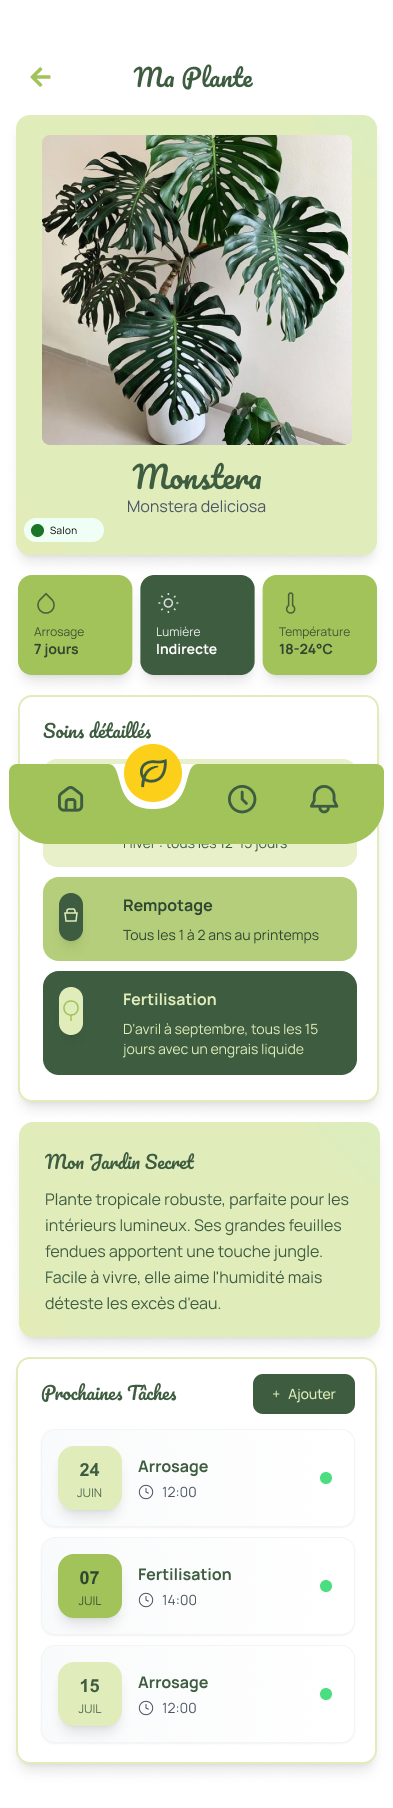 Ma Plante
Monstera
Monstera deliciosa
Salon
Arrosage
7 jours
Lumière
Indirecte
Température
18-24°C
Soins détaillés
Hiver : tous les 12-15 jours
Rempotage
Tous les 1 à 2 ans au printemps
Fertilisation
D'avril à septembre, tous les 15
jours avec un engrais liquide
Mon Jardin Secret
Plante tropicale robuste, parfaite pour les
intérieurs lumineux. Ses grandes feuilles
fendues apportent une touche jungle.
Facile à vivre, elle aime l'humidité mais
déteste les excès d'eau.
Prochaines Tâches
+ Ajouter
24
JUIN
Arrosage
12:00
07
JUIL
Fertilisation
14:00
15
JUIL
Arrosage
12:00